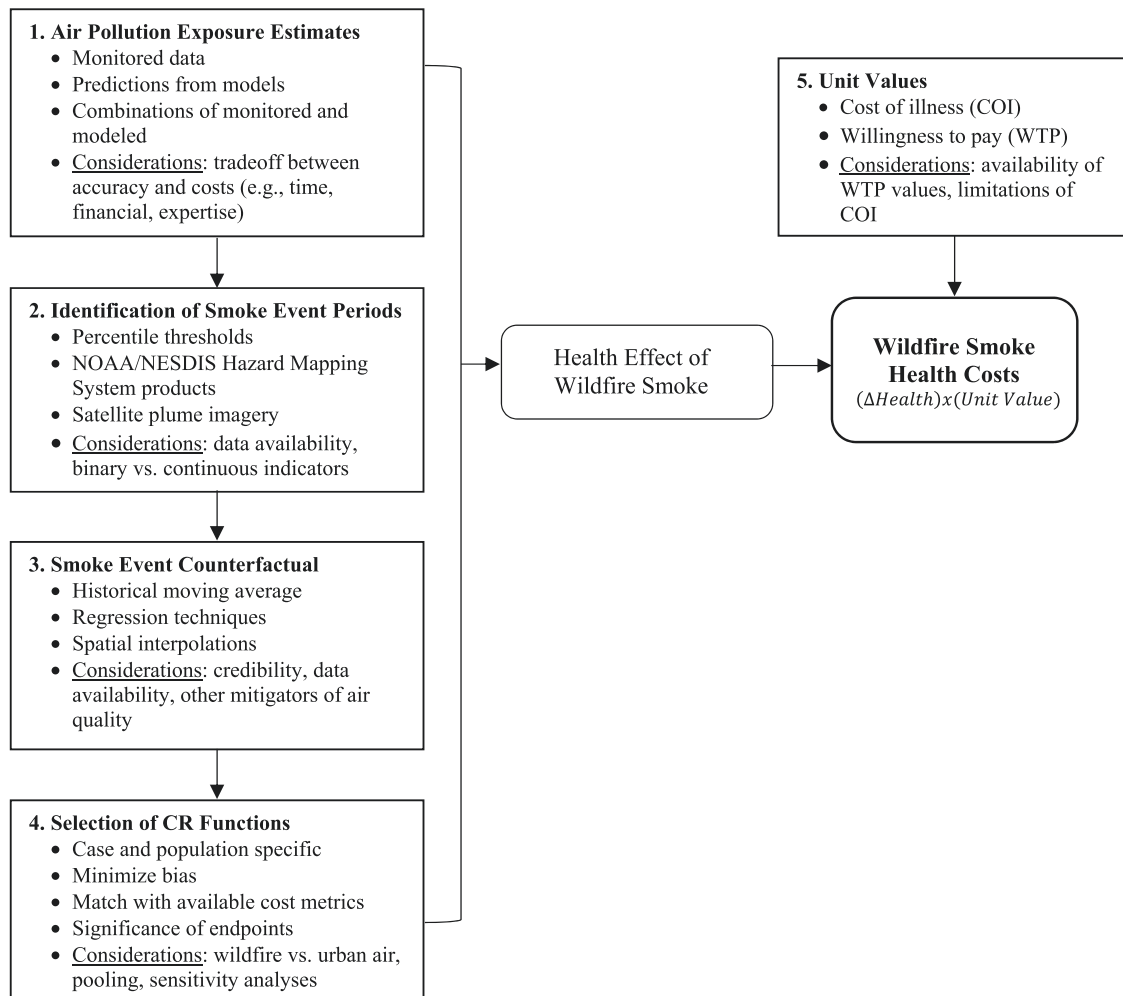 1. Air Pollution Exposure Estimates
• Monitored data
• Predictions from models
• Combinations of monitored and
modeled
• Considerations: tradeoff between
accuracy and costs (e.g., time,
financial, expertise)
2. Identification of Smoke Event Periods
• Percentile thresholds
• NOAA/NESDIS Hazard Mapping
System products
• Satellite plume imagery
• Considerations: data availability,
binary vs. continuous indicators
3. Smoke Event Counterfactual
• Historical moving average
• Regression techniques
• Spatial interpolations
• Considerations: credibility, data
availability, other mitigators of air
quality
4. Selection of CR Functions
• Case and population specific
• Minimize bias
• Match with available cost metrics
• Significance of endpoints
• Considerations: wildfire vs. urban air,
pooling, sensitivity analyses
Health Effect of
Wildfire Smoke
5. Unit Values
• Cost of illness (COI)
• Willingness to pay (WTP)
• Considerations: availability of
WTP values, limitations of
COI
Wildfire Smoke
Health Costs
(ΔHealth)x(Unit Value)